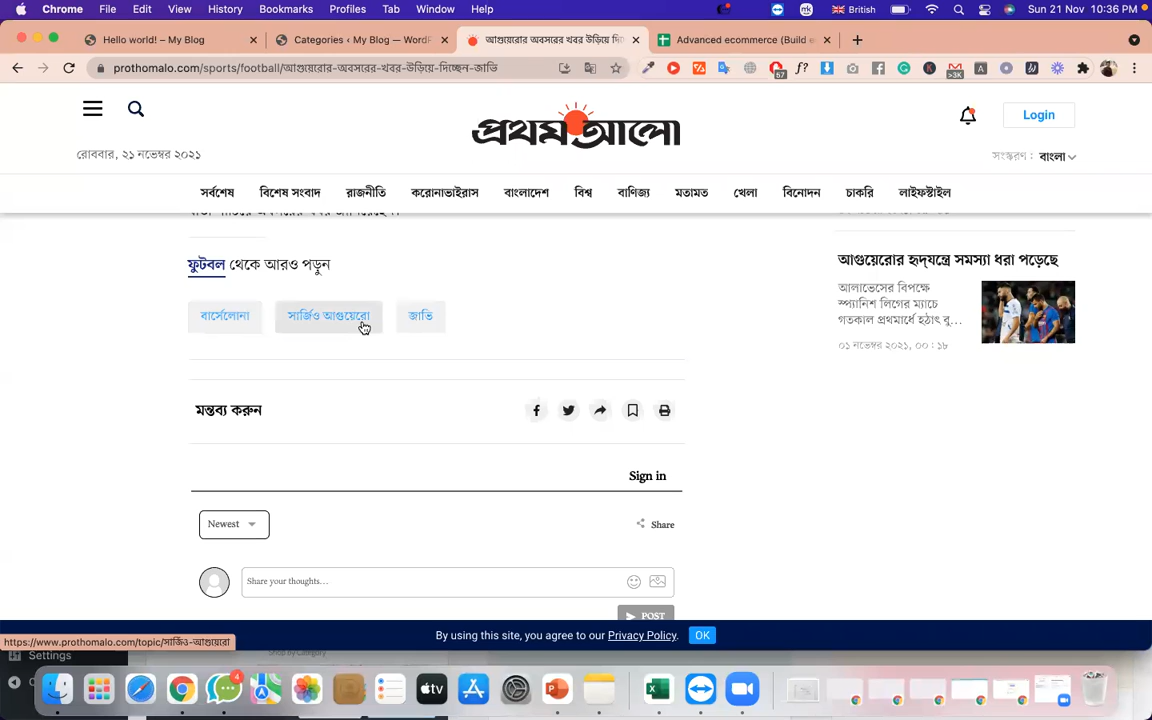 Chrome File Edit View History Bookmarks Profiles Tab Window Help
British Sun 21 Nov 10:36 PM
Hello world! – My Blog
Categories ‹ My Blog — WordP
আগুয়েরোর অবসরের খবর উড়িয়ে দি
Advanced ecommerce (Build e
prothomalo.com/sports/football/আগুয়েরোর-অবসরের-খবর-উড়িয়ে-দিচ্ছেন-জাভি
প্রথম আলো
Login
রোববার, ২১ নভেম্বর ২০২১
সংস্করণ : বাংলা
সর্বশেষ বিশেষ সংবাদ রাজনীতি করোনাভাইরাস বাংলাদেশ বিশ্ব বাণিজ্য মতামত খেলা বিনোদন চাকরি লাইফস্টাইল
ফুটবল থেকে আরও পড়ুন
বার্সেলোনা সার্জিও আগুয়েরো জাভি
আগুয়েরোর হৃদ্‌যন্ত্রে সমস্যা ধরা পড়েছে
আলাভেসের বিপক্ষে
স্প্যানিশ লিগের ম্যাচে
গতকাল প্রথমার্ধে হঠাৎ বু...
০১ নভেম্বর ২০২১, ০০ : ১৮
মন্তব্য করুন
Sign in
Newest
Share
Share your thoughts...
POST
By using this site, you agree to our Privacy Policy. OK
https://www.prothomalo.com/topic/সার্জিও-আগুয়েরো
Settings
Shop by Category